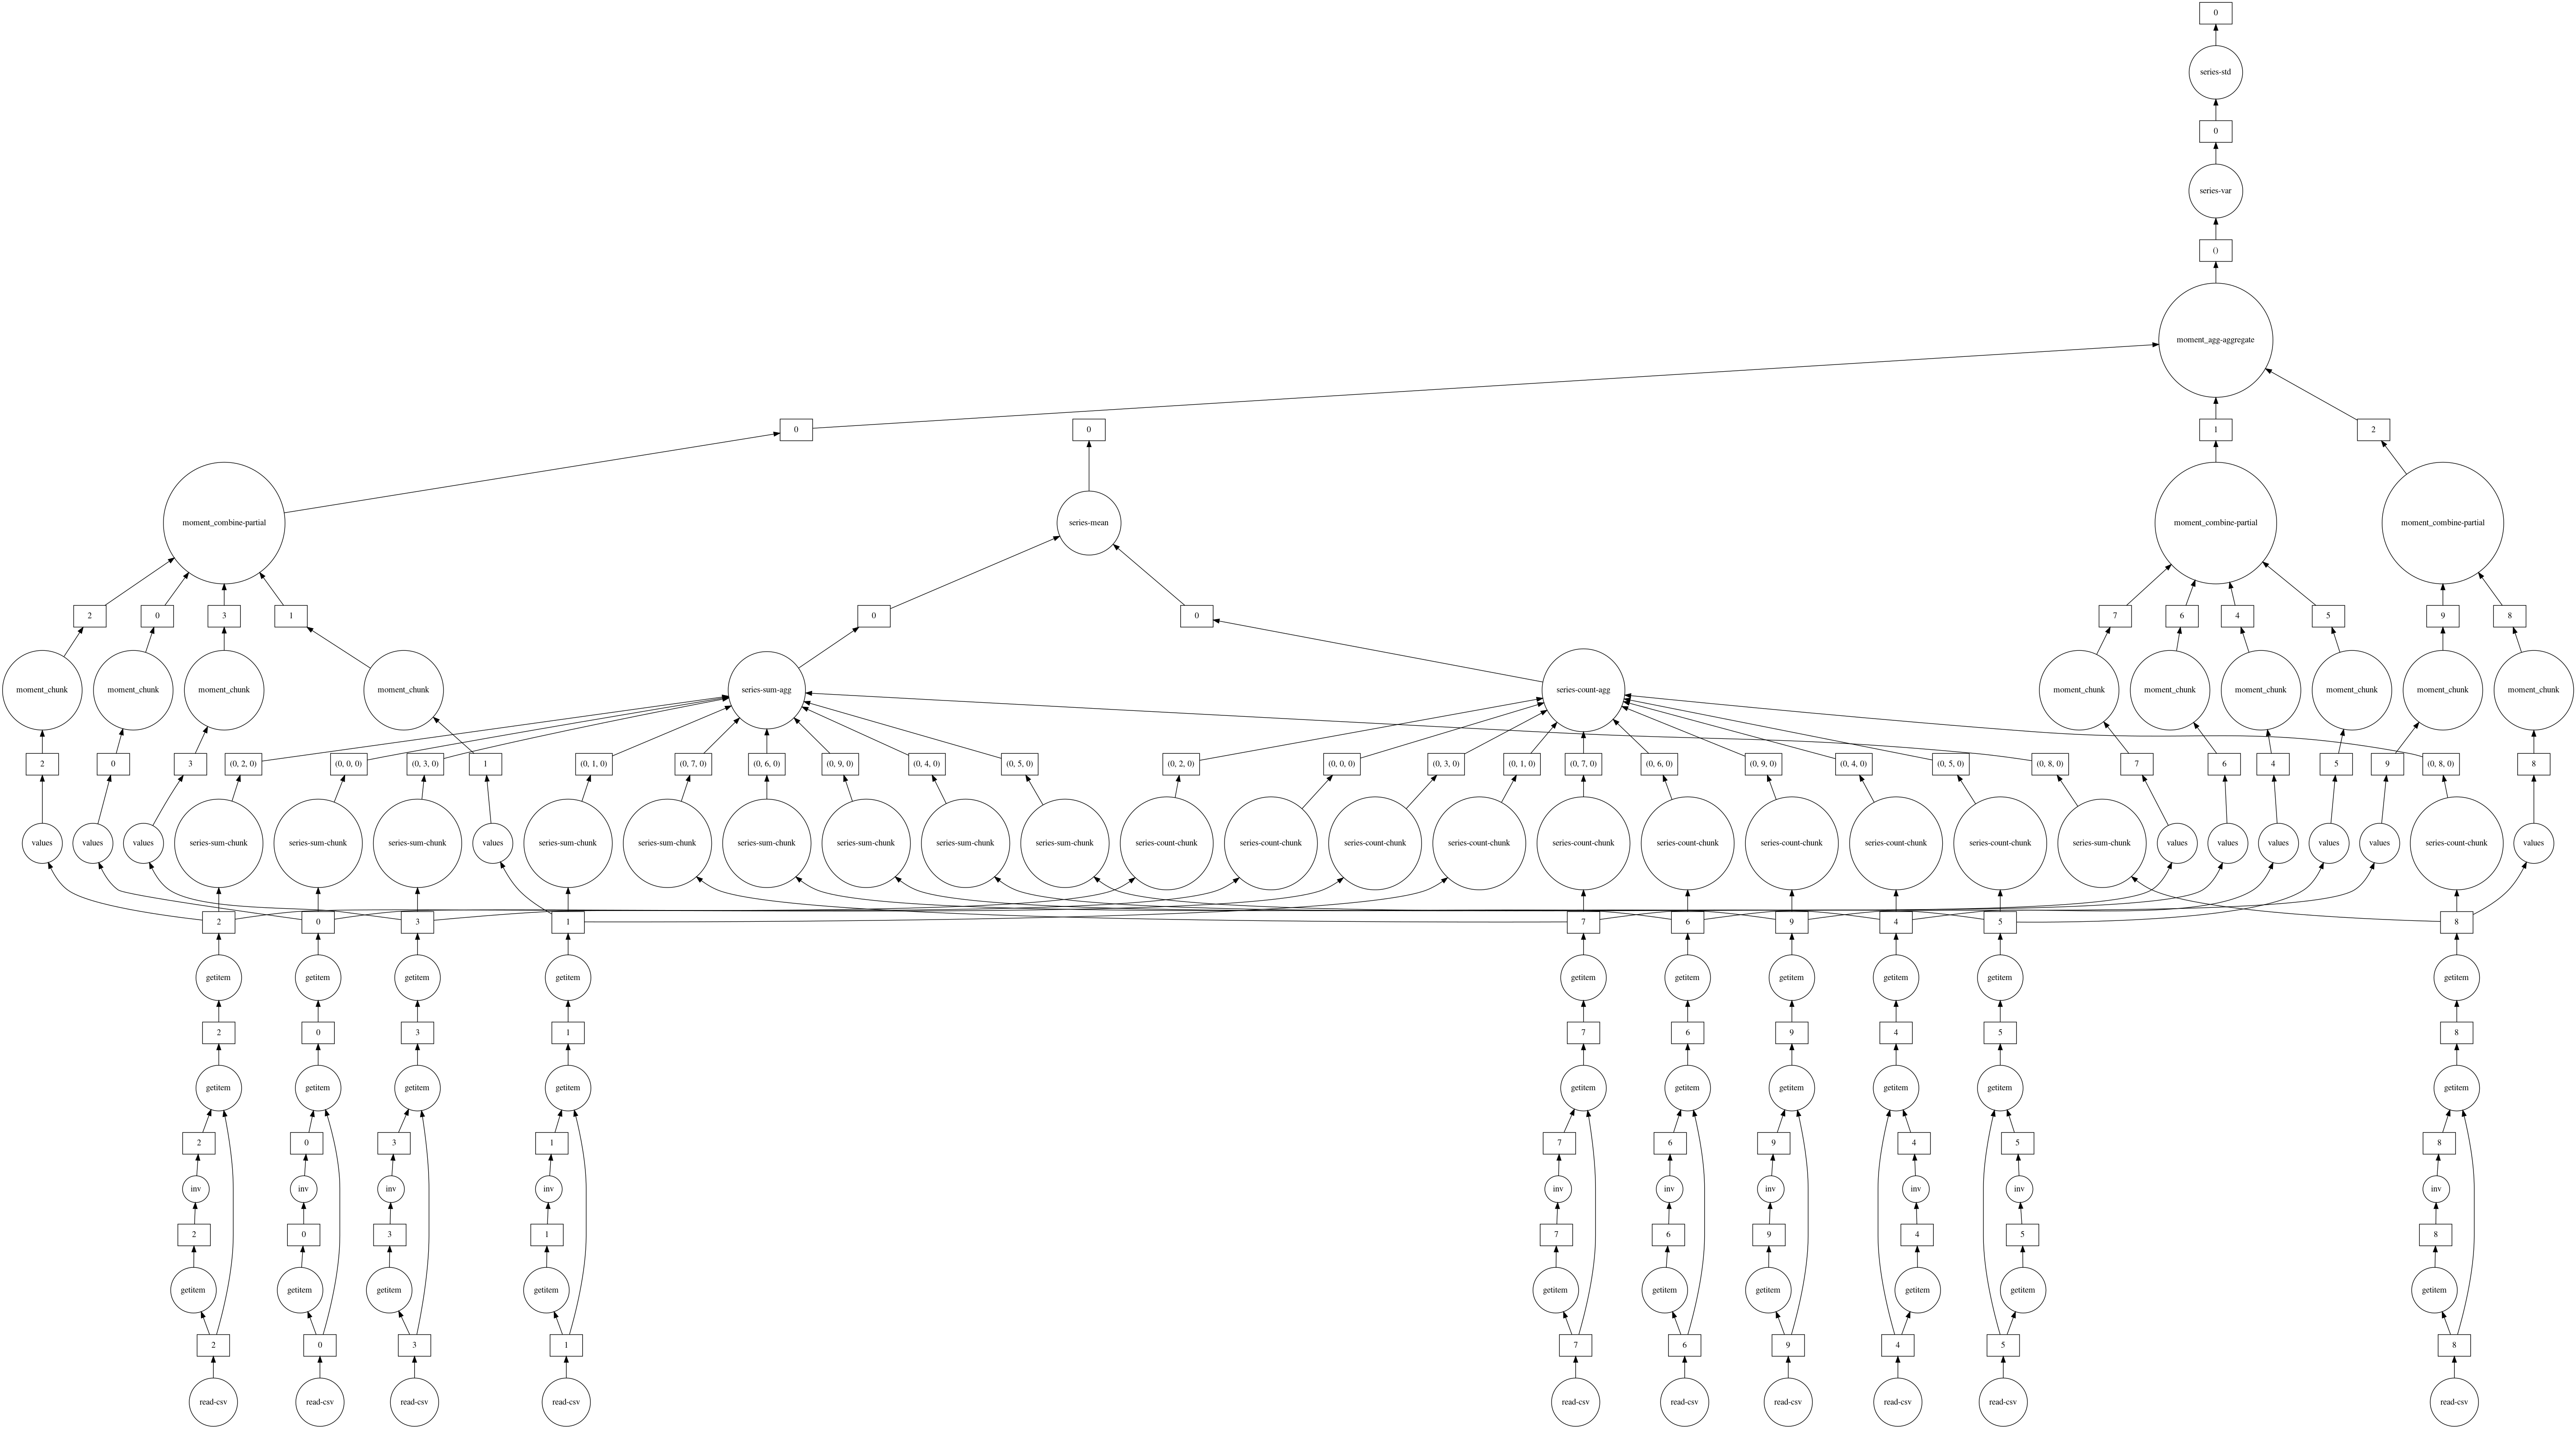 0
series-std
0
series-var
()
moment_agg-aggregate
0
0
1
2
moment_combine-partial
series-mean
moment_combine-partial
moment_combine-partial
2
0
3
1
0
0
7
6
4
5
9
8
moment_chunk
moment_chunk
moment_chunk
moment_chunk
series-sum-agg
series-count-agg
moment_chunk
moment_chunk
moment_chunk
moment_chunk
moment_chunk
moment_chunk
2
0
3
(0, 2, 0)
(0, 0, 0)
(0, 3, 0)
1
(0, 1, 0)
(0, 7, 0)
(0, 6, 0)
(0, 9, 0)
(0, 4, 0)
(0, 5, 0)
(0, 2, 0)
(0, 0, 0)
(0, 3, 0)
(0, 1, 0)
(0, 7, 0)
(0, 6, 0)
(0, 9, 0)
(0, 4, 0)
(0, 5, 0)
(0, 8, 0)
7
6
4
5
9
(0, 8, 0)
8
values
values
values
series-sum-chunk
series-sum-chunk
series-sum-chunk
values
series-sum-chunk
series-sum-chunk
series-sum-chunk
series-sum-chunk
series-sum-chunk
series-sum-chunk
series-count-chunk
series-count-chunk
series-count-chunk
series-count-chunk
series-count-chunk
series-count-chunk
series-count-chunk
series-count-chunk
series-count-chunk
series-sum-chunk
values
values
values
values
values
series-count-chunk
values
2
0
3
1
7
6
9
4
5
8
getitem
getitem
getitem
getitem
getitem
getitem
getitem
getitem
getitem
getitem
2
0
3
1
7
6
9
4
5
8
getitem
getitem
getitem
getitem
getitem
getitem
getitem
getitem
getitem
getitem
2
0
3
1
7
6
9
4
5
8
inv
inv
inv
inv
inv
inv
inv
inv
inv
inv
2
0
3
1
7
6
9
4
5
8
getitem
getitem
getitem
getitem
getitem
getitem
getitem
getitem
getitem
getitem
2
0
3
1
7
6
9
4
5
8
read-csv
read-csv
read-csv
read-csv
read-csv
read-csv
read-csv
read-csv
read-csv
read-csv